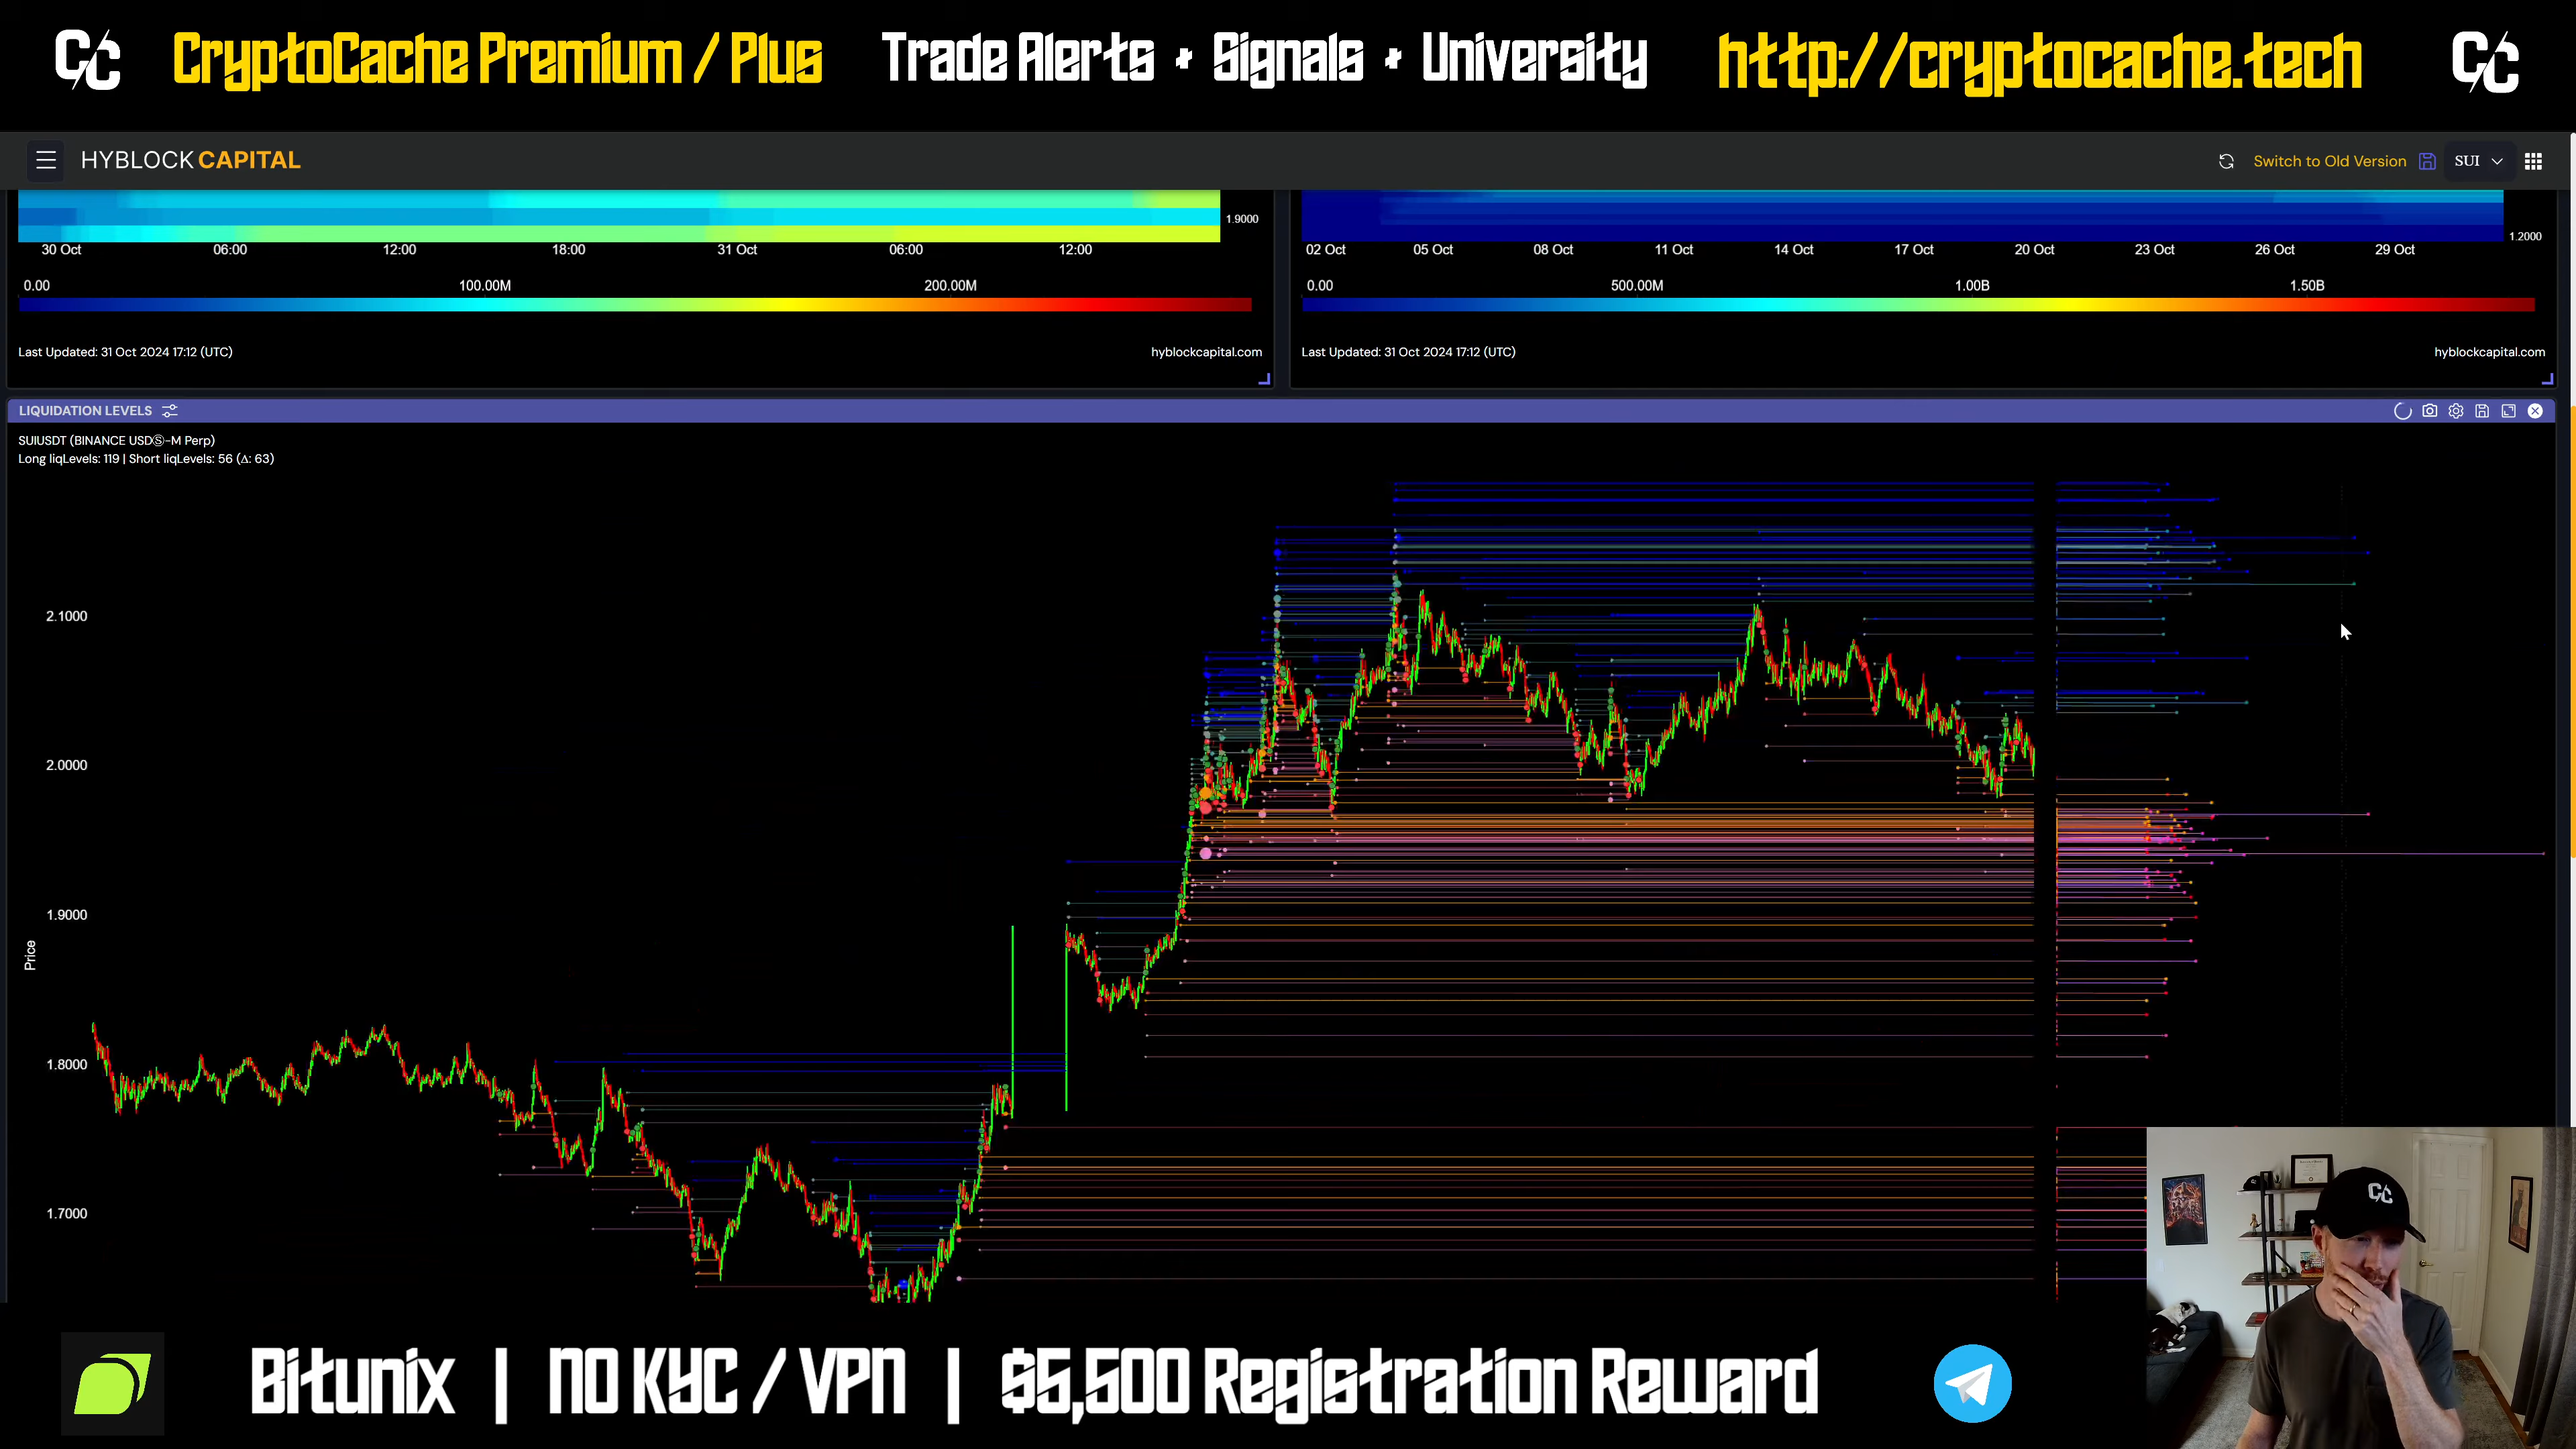 CC CryptoCache Premium / Plus Trade Alerts + Signals + University http://cryptocache.tech CC
HYBLOCK CAPITAL
Switch to Old Version SUI
1.9000
30 Oct 06:00 12:00 18:00 31 Oct 06:00 12:00
0.00 100.00M 200.00M
Last Updated: 31 Oct 2024 17:12 (UTC) hyblockcapital.com
1.2000
02 Oct 05 Oct 08 Oct 11 Oct 14 Oct 17 Oct 20 Oct 23 Oct 26 Oct 29 Oct
0.00 500.00M 1.00B 1.50B
Last Updated: 31 Oct 2024 17:12 (UTC) hyblockcapital.com
LIQUIDATION LEVELS
SUIUSDT (BINANCE USDⓈ-M Perp)
Long liqLevels: 119 | Short liqLevels: 56 (Δ: 63)
2.1000
2.0000
1.9000
Price
1.8000
1.7000
CC
Bitunix | NO KYC / VPN | $5,500 Registration Reward